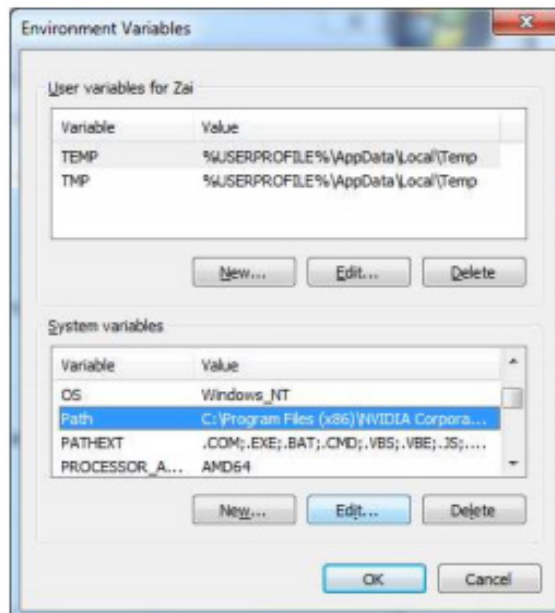 Environment Variables
User variables for Zai
Variable Value
TEMP %USERPROFILE%\AppData\Local\Temp
TMP %USERPROFILE%\AppData\Local\Temp
New... Edit... Delete
System variables
Variable Value
OS Windows_NT
Path C:\Program Files (x86)\NVIDIA Corpora...
PATHEXT .COM;.EXE;.BAT;.CMD;.VBS;.VBE;.JS;....
PROCESSOR_A... AMD64
New... Edit... Delete
OK Cancel